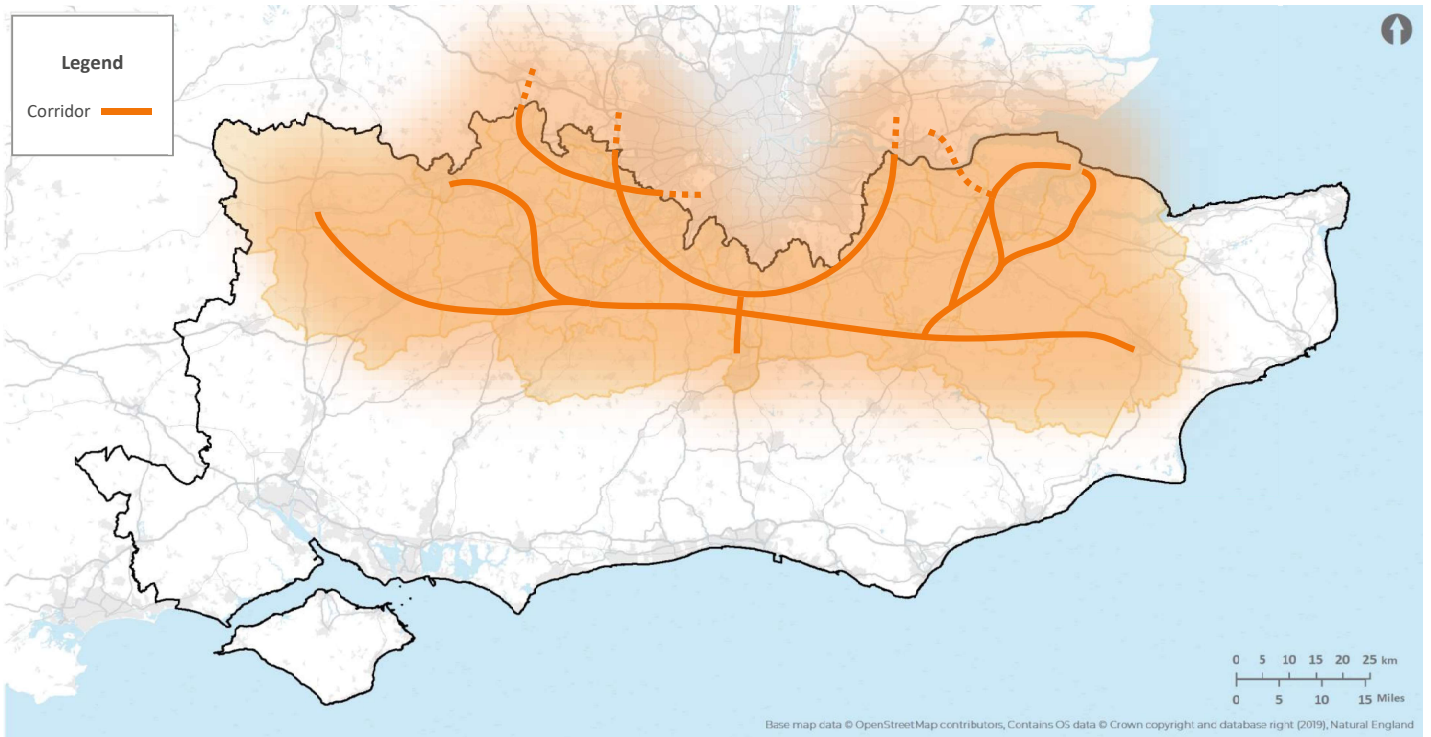 Legend
Corridor
0 5 10 15 20 25 km
0 5 10 15 Miles
Base map cata © OpenStreetMap contributors, Contains OS data © Crown copyright and database right (2019), Natural England